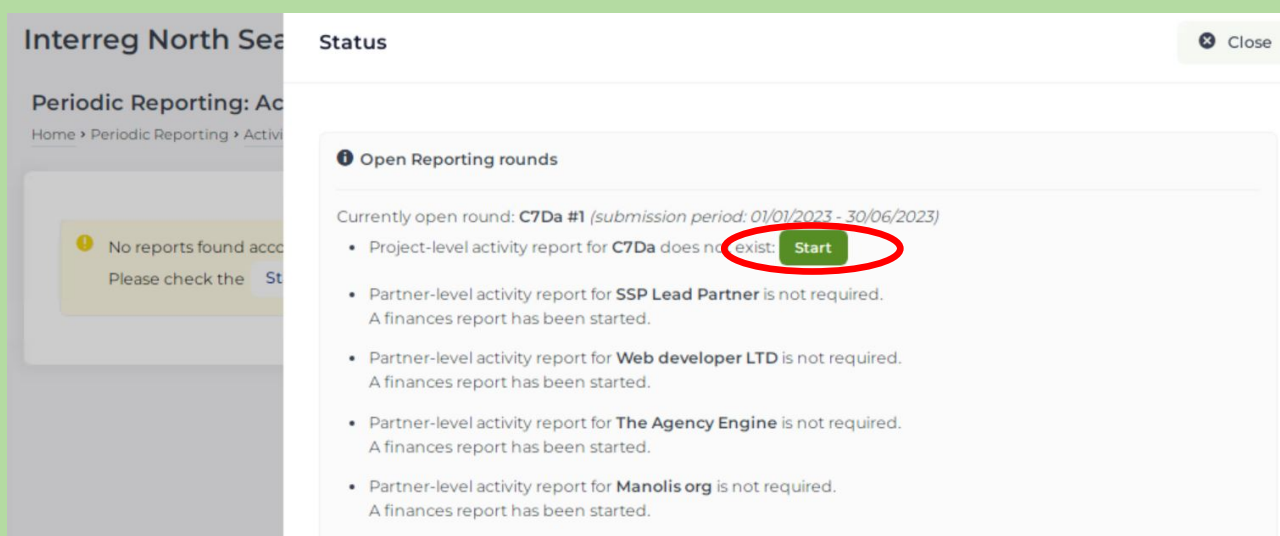 Interreg North Sea
Periodic Reporting: Ac
Home › Periodic Reporting › Activi
No reports found acco
Please check the St
Status
Close
Open Reporting rounds
Currently open round: C7Da #1 (submission period: 01/01/2023 - 30/06/2023)
• Project-level activity report for C7Da does not exist: Start
• Partner-level activity report for SSP Lead Partner is not required.
A finances report has been started.
• Partner-level activity report for Web developer LTD is not required.
A finances report has been started.
• Partner-level activity report for The Agency Engine is not required.
A finances report has been started.
• Partner-level activity report for Manolis org is not required.
A finances report has been started.